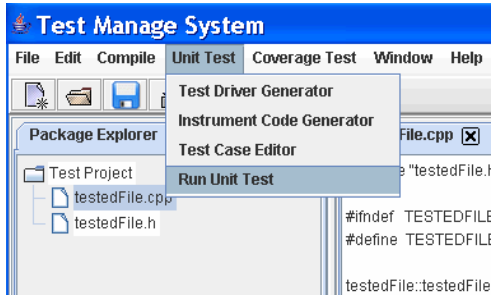 Test Manage System
File Edit Compile Unit Test Coverage Test Window Help
Test Driver Generator
Instrument Code Generator
Test Case Editor
Run Unit Test
Package Explorer
File.cpp
Test Project
testedFile.cpp
testedFile.h
"testedFile.h
#ifndef TESTEDFILE
#define TESTEDFILE
testedFile::testedFile